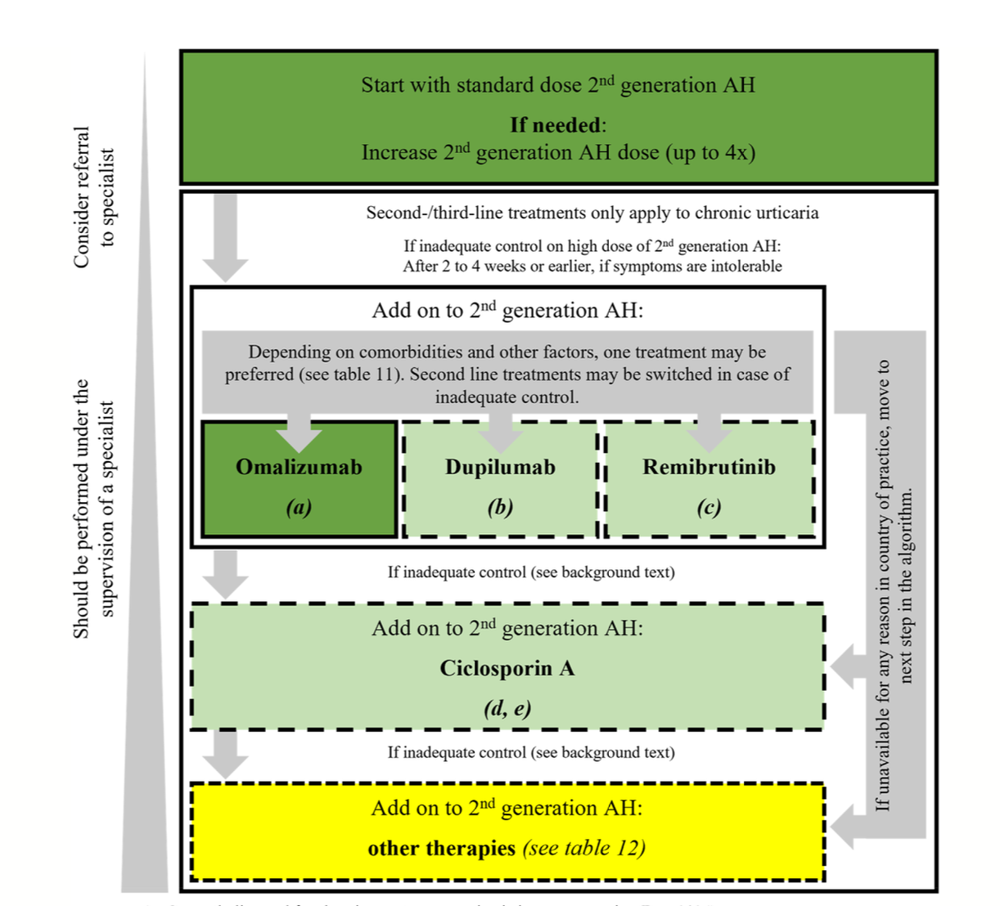 Start with standard dose 2nd generation AH
If needed:
Increase 2nd generation AH dose (up to 4x)
Consider referral
to specialist
Second-/third-line treatments only apply to chronic urticaria
If inadequate control on high dose of 2nd generation AH:
After 2 to 4 weeks or earlier, if symptoms are intolerable
Add on to 2nd generation AH:
Depending on comorbidities and other factors, one treatment may be
preferred (see table 11). Second line treatments may be switched in case of
inadequate control.
Omalizumab
(a)
Dupilumab
(b)
Remibrutinib
(c)
Should be performed under the
supervision of a specialist
If unavailable for any reason in country of practice, move to
next step in the algorithm.
If inadequate control (see background text)
Add on to 2nd generation AH:
Ciclosporin A
(d, e)
If inadequate control (see background text)
Add on to 2nd generation AH:
other therapies (see table 12)